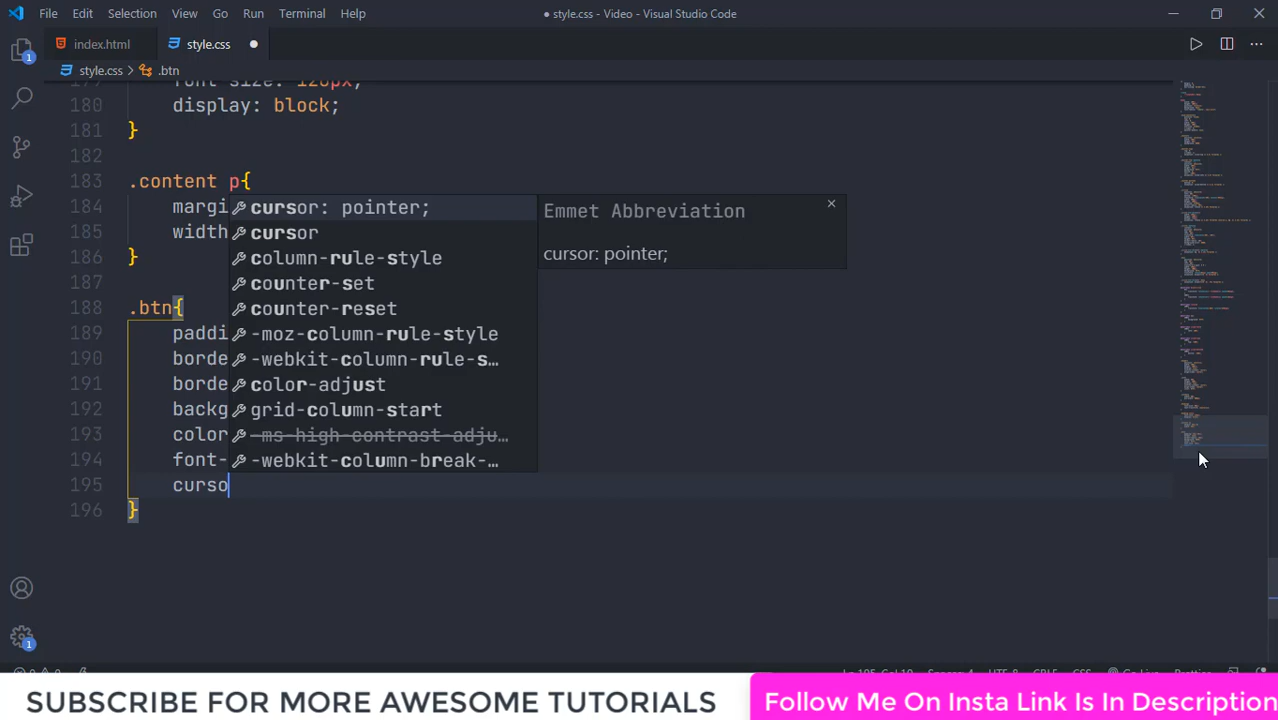 File Edit Selection View Go Run Terminal Help
● style.css - Video - Visual Studio Code
index.html style.css
style.css > .btn
font size: 120px;
180 display: block;
181 }
182
183 .content p{
184 margi
185 width
186 }
187
188 .btn{
189 paddi
190 borde
191 borde
192 backg
193 color
194 font-
195 curso
196 }
cursor: pointer;
cursor
column-rule-style
counter-set
counter-reset
-moz-column-rule-style
-webkit-column-rule-s…
color-adjust
grid-column-start
-ms-high-contrast-adju…
-webkit-column-break-…
Emmet Abbreviation
cursor: pointer;
1
1
SUBSCRIBE FOR MORE AWESOME TUTORIALS
Follow Me On Insta Link Is In Description